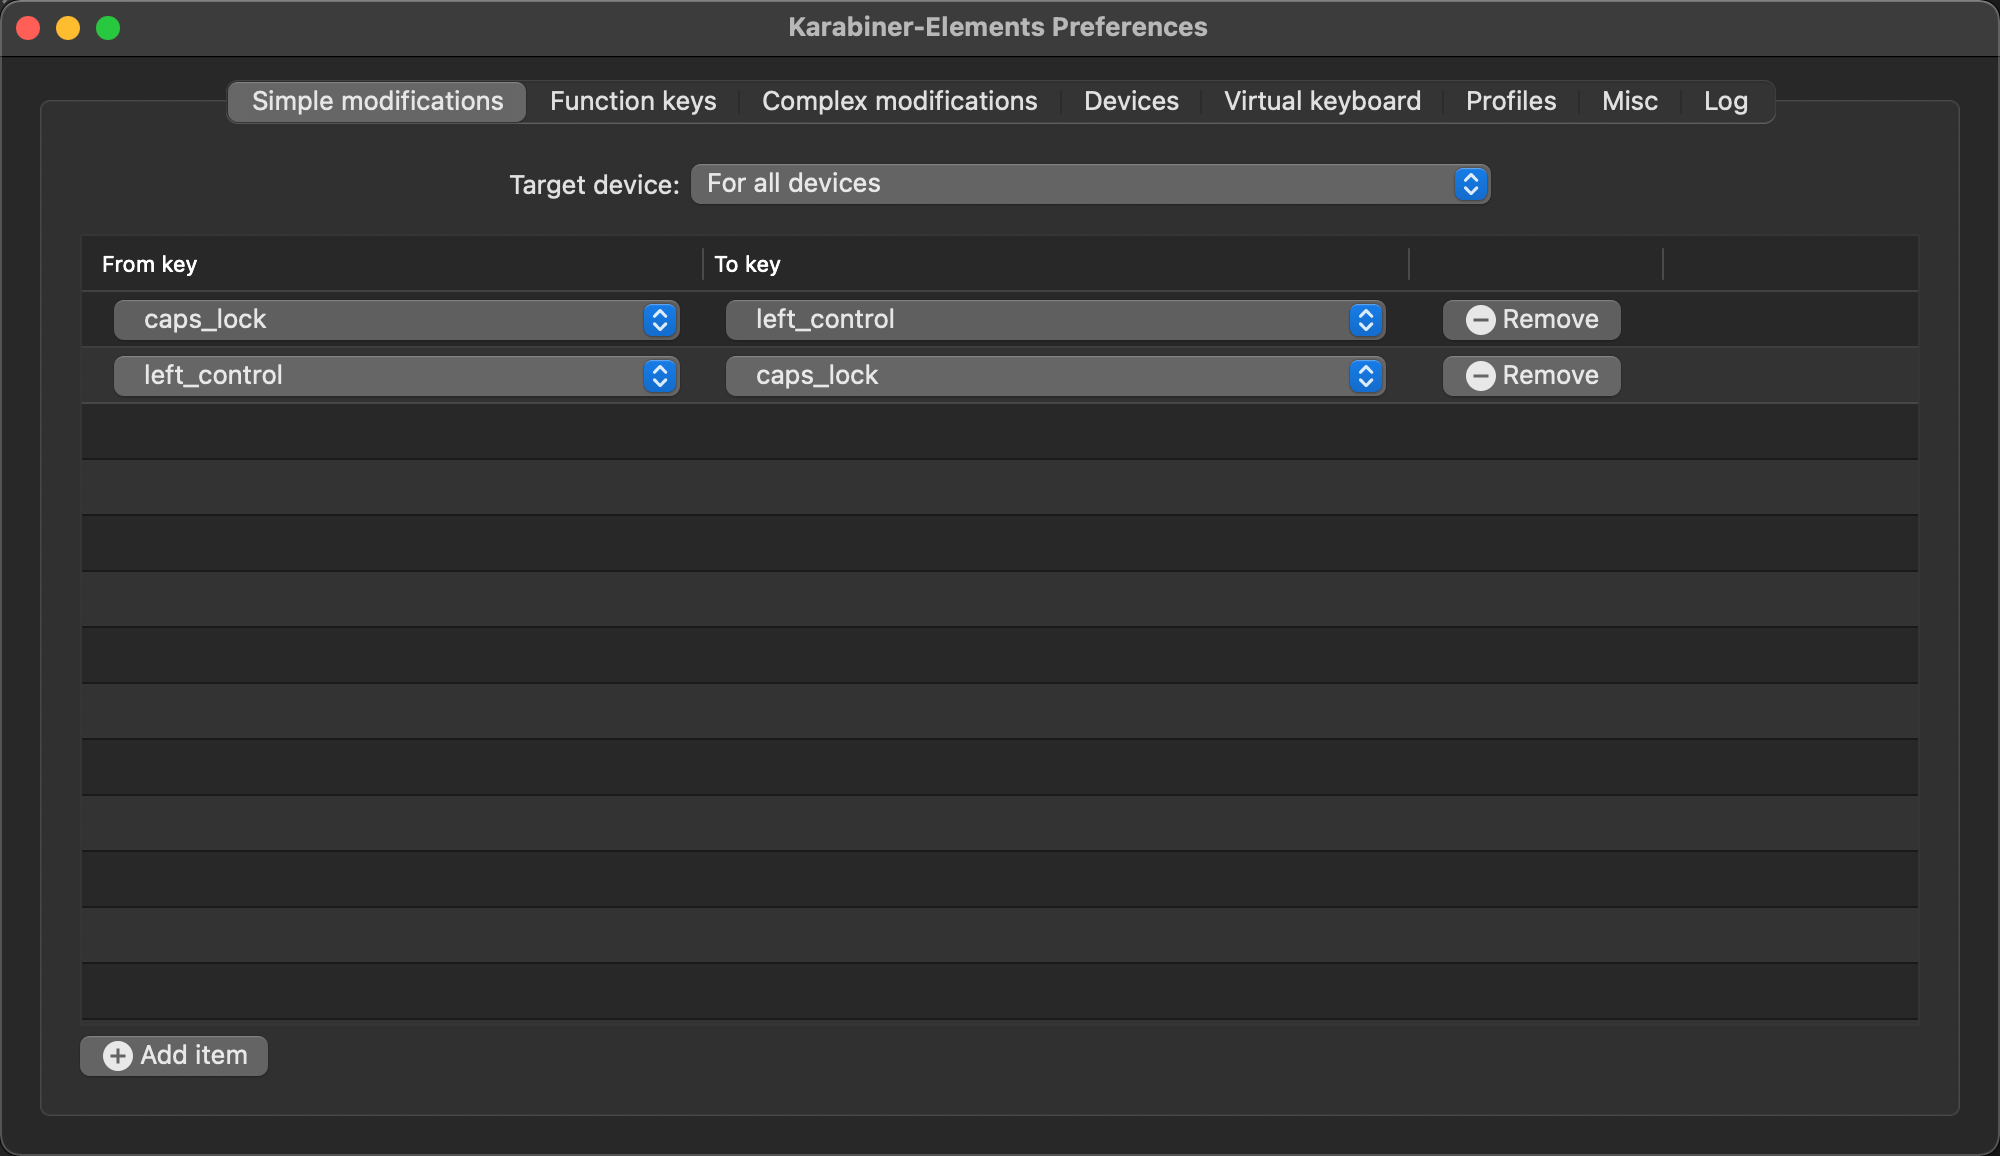 Karabiner-Elements Preferences
Simple modifications Function keys Complex modifications Devices Virtual keyboard Profiles Misc Log
Target device: For all devices
From key To key
caps_lock left_control Remove
left_control caps_lock Remove
Add item